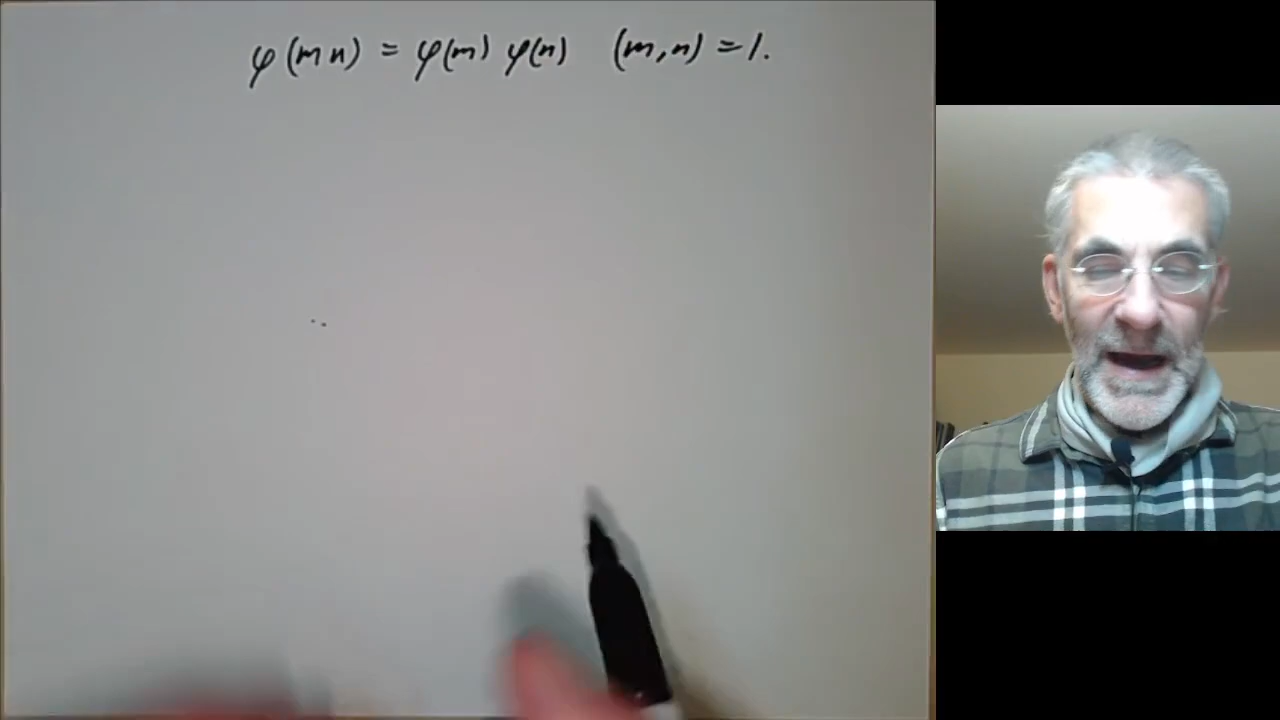 φ(mn) = φ(m) φ(n) (m,n) = 1.